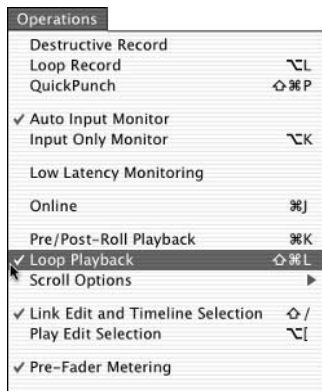 Operations
Destructive Record
Loop Record ⌥L
QuickPunch ⇧⌘P
✓ Auto Input Monitor
Input Only Monitor ⌥K
Low Latency Monitoring
Online ⌘J
Pre/Post-Roll Playback ⌘K
✓ Loop Playback ⇧⌘L
Scroll Options ▶
✓ Link Edit and Timeline Selection ⇧/
Play Edit Selection ⌥[
✓ Pre-Fader Metering